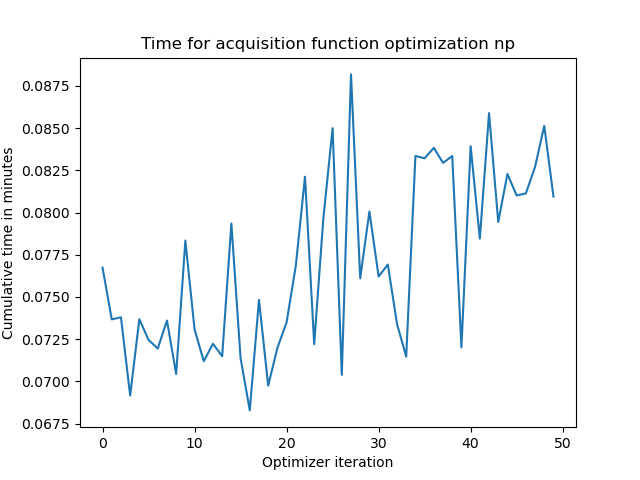 Time for acquisition function optimization np
Cumulative time in minutes
0.0875
0.0850
0.0825
0.0800
0.0775
0.0750
0.0725
0.0700
0.0675
0 10 20 30 40 50
Optimizer iteration